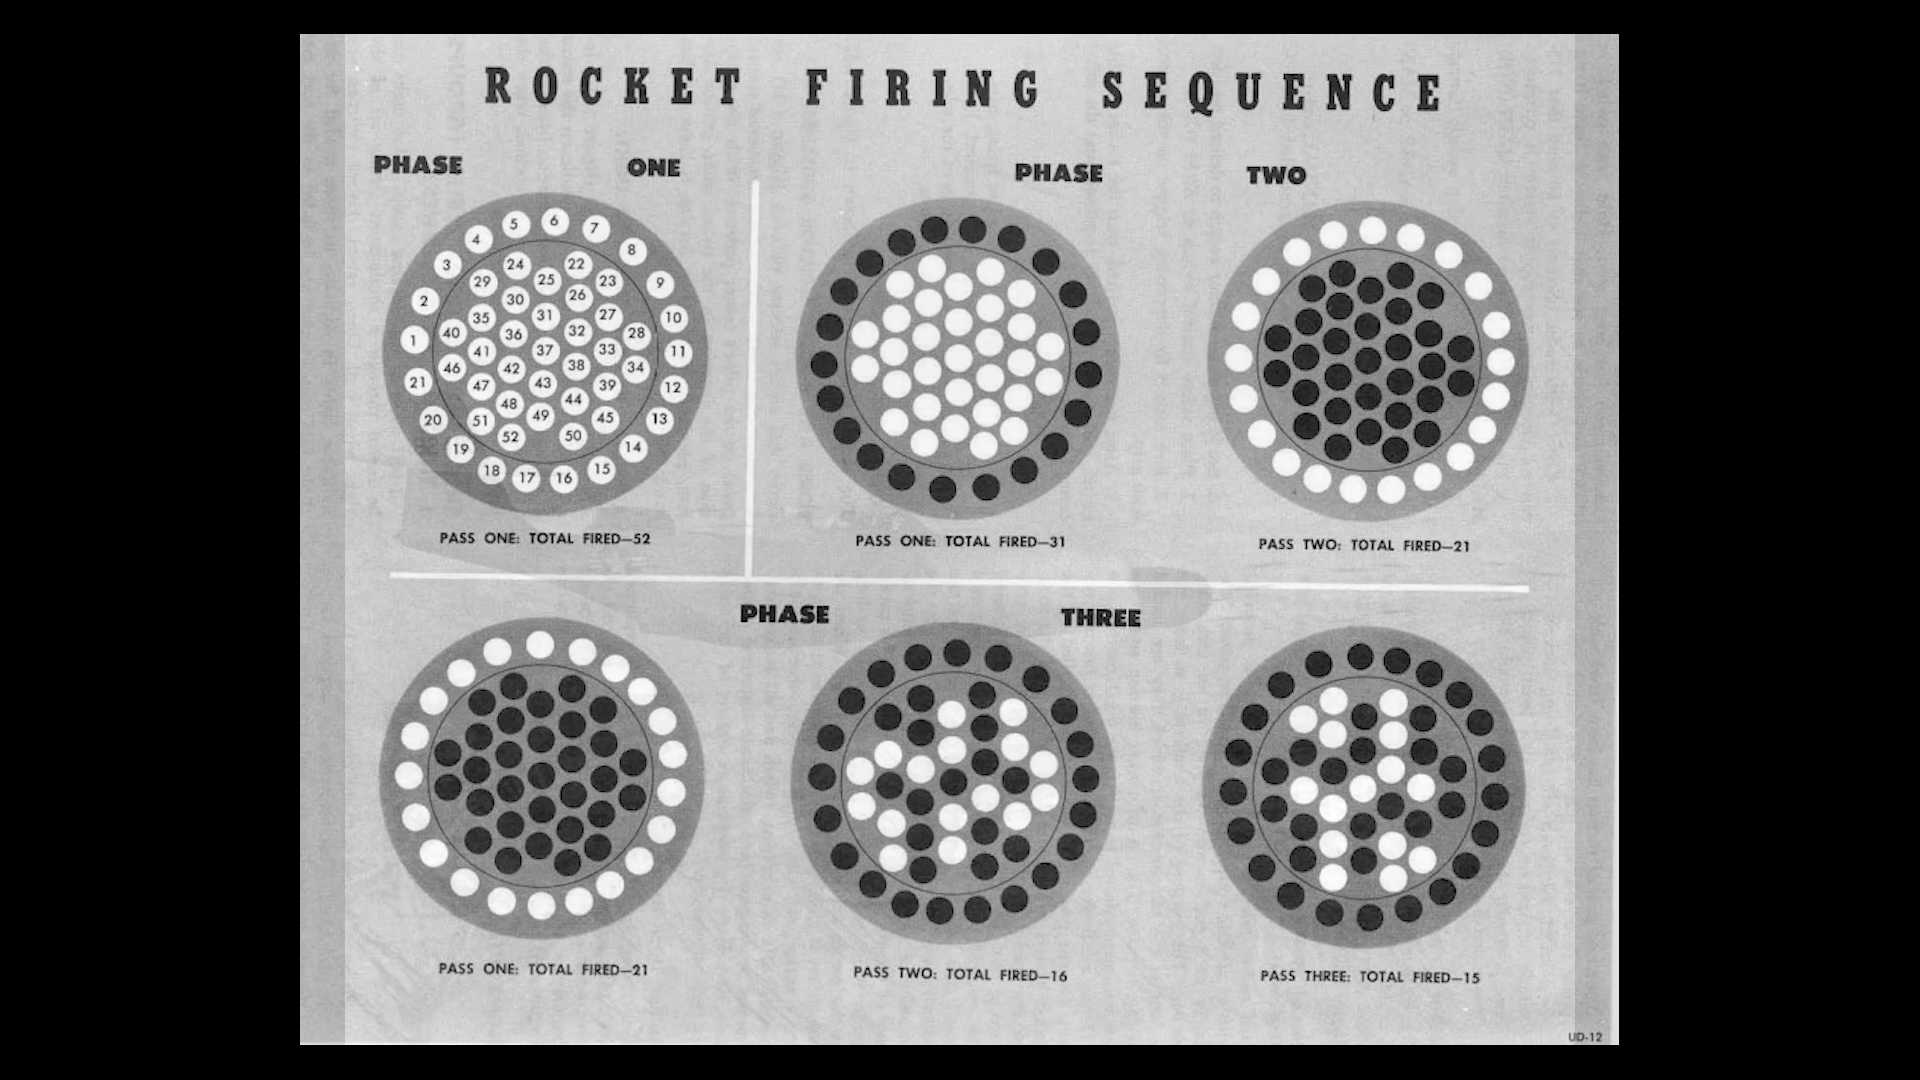 ROCKET FIRING SEQUENCE
PHASE ONE
PHASE TWO
5 6 7
4 8
3 24 22
29 25 23 9
2 30 26
35 31 27 10
1 40 36 32 28
41 37 33 11
46 42 38 34
21 47 43 39 12
48 44
20 51 49 45 13
52 50
19 14
18 15
17 16
PASS ONE: TOTAL FIRED—52
PASS ONE: TOTAL FIRED—31
PASS TWO: TOTAL FIRED—21
PHASE THREE
PASS ONE: TOTAL FIRED—21
PASS TWO: TOTAL FIRED—16
PASS THREE: TOTAL FIRED—15
UD-12